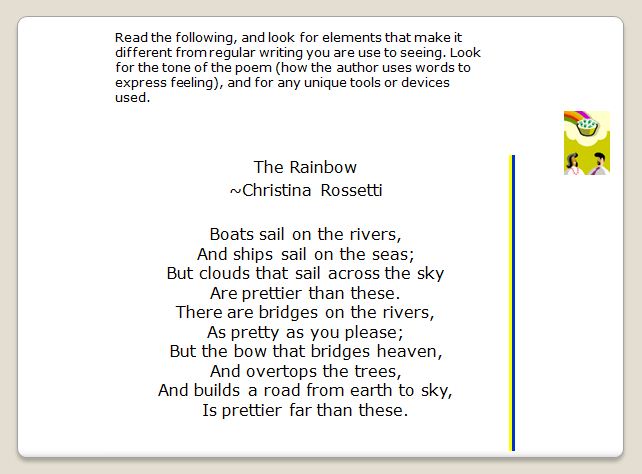 Read the following, and look for elements that make it
different from regular writing you are use to seeing. Look
for the tone of the poem (how the author uses words to
express feeling), and for any unique tools or devices
used.
The Rainbow
~Christina Rossetti
Boats sail on the rivers,
And ships sail on the seas;
But clouds that sail across the sky
Are prettier than these.
There are bridges on the rivers,
As pretty as you please;
But the bow that bridges heaven,
And overtops the trees,
And builds a road from earth to sky,
Is prettier far than these.